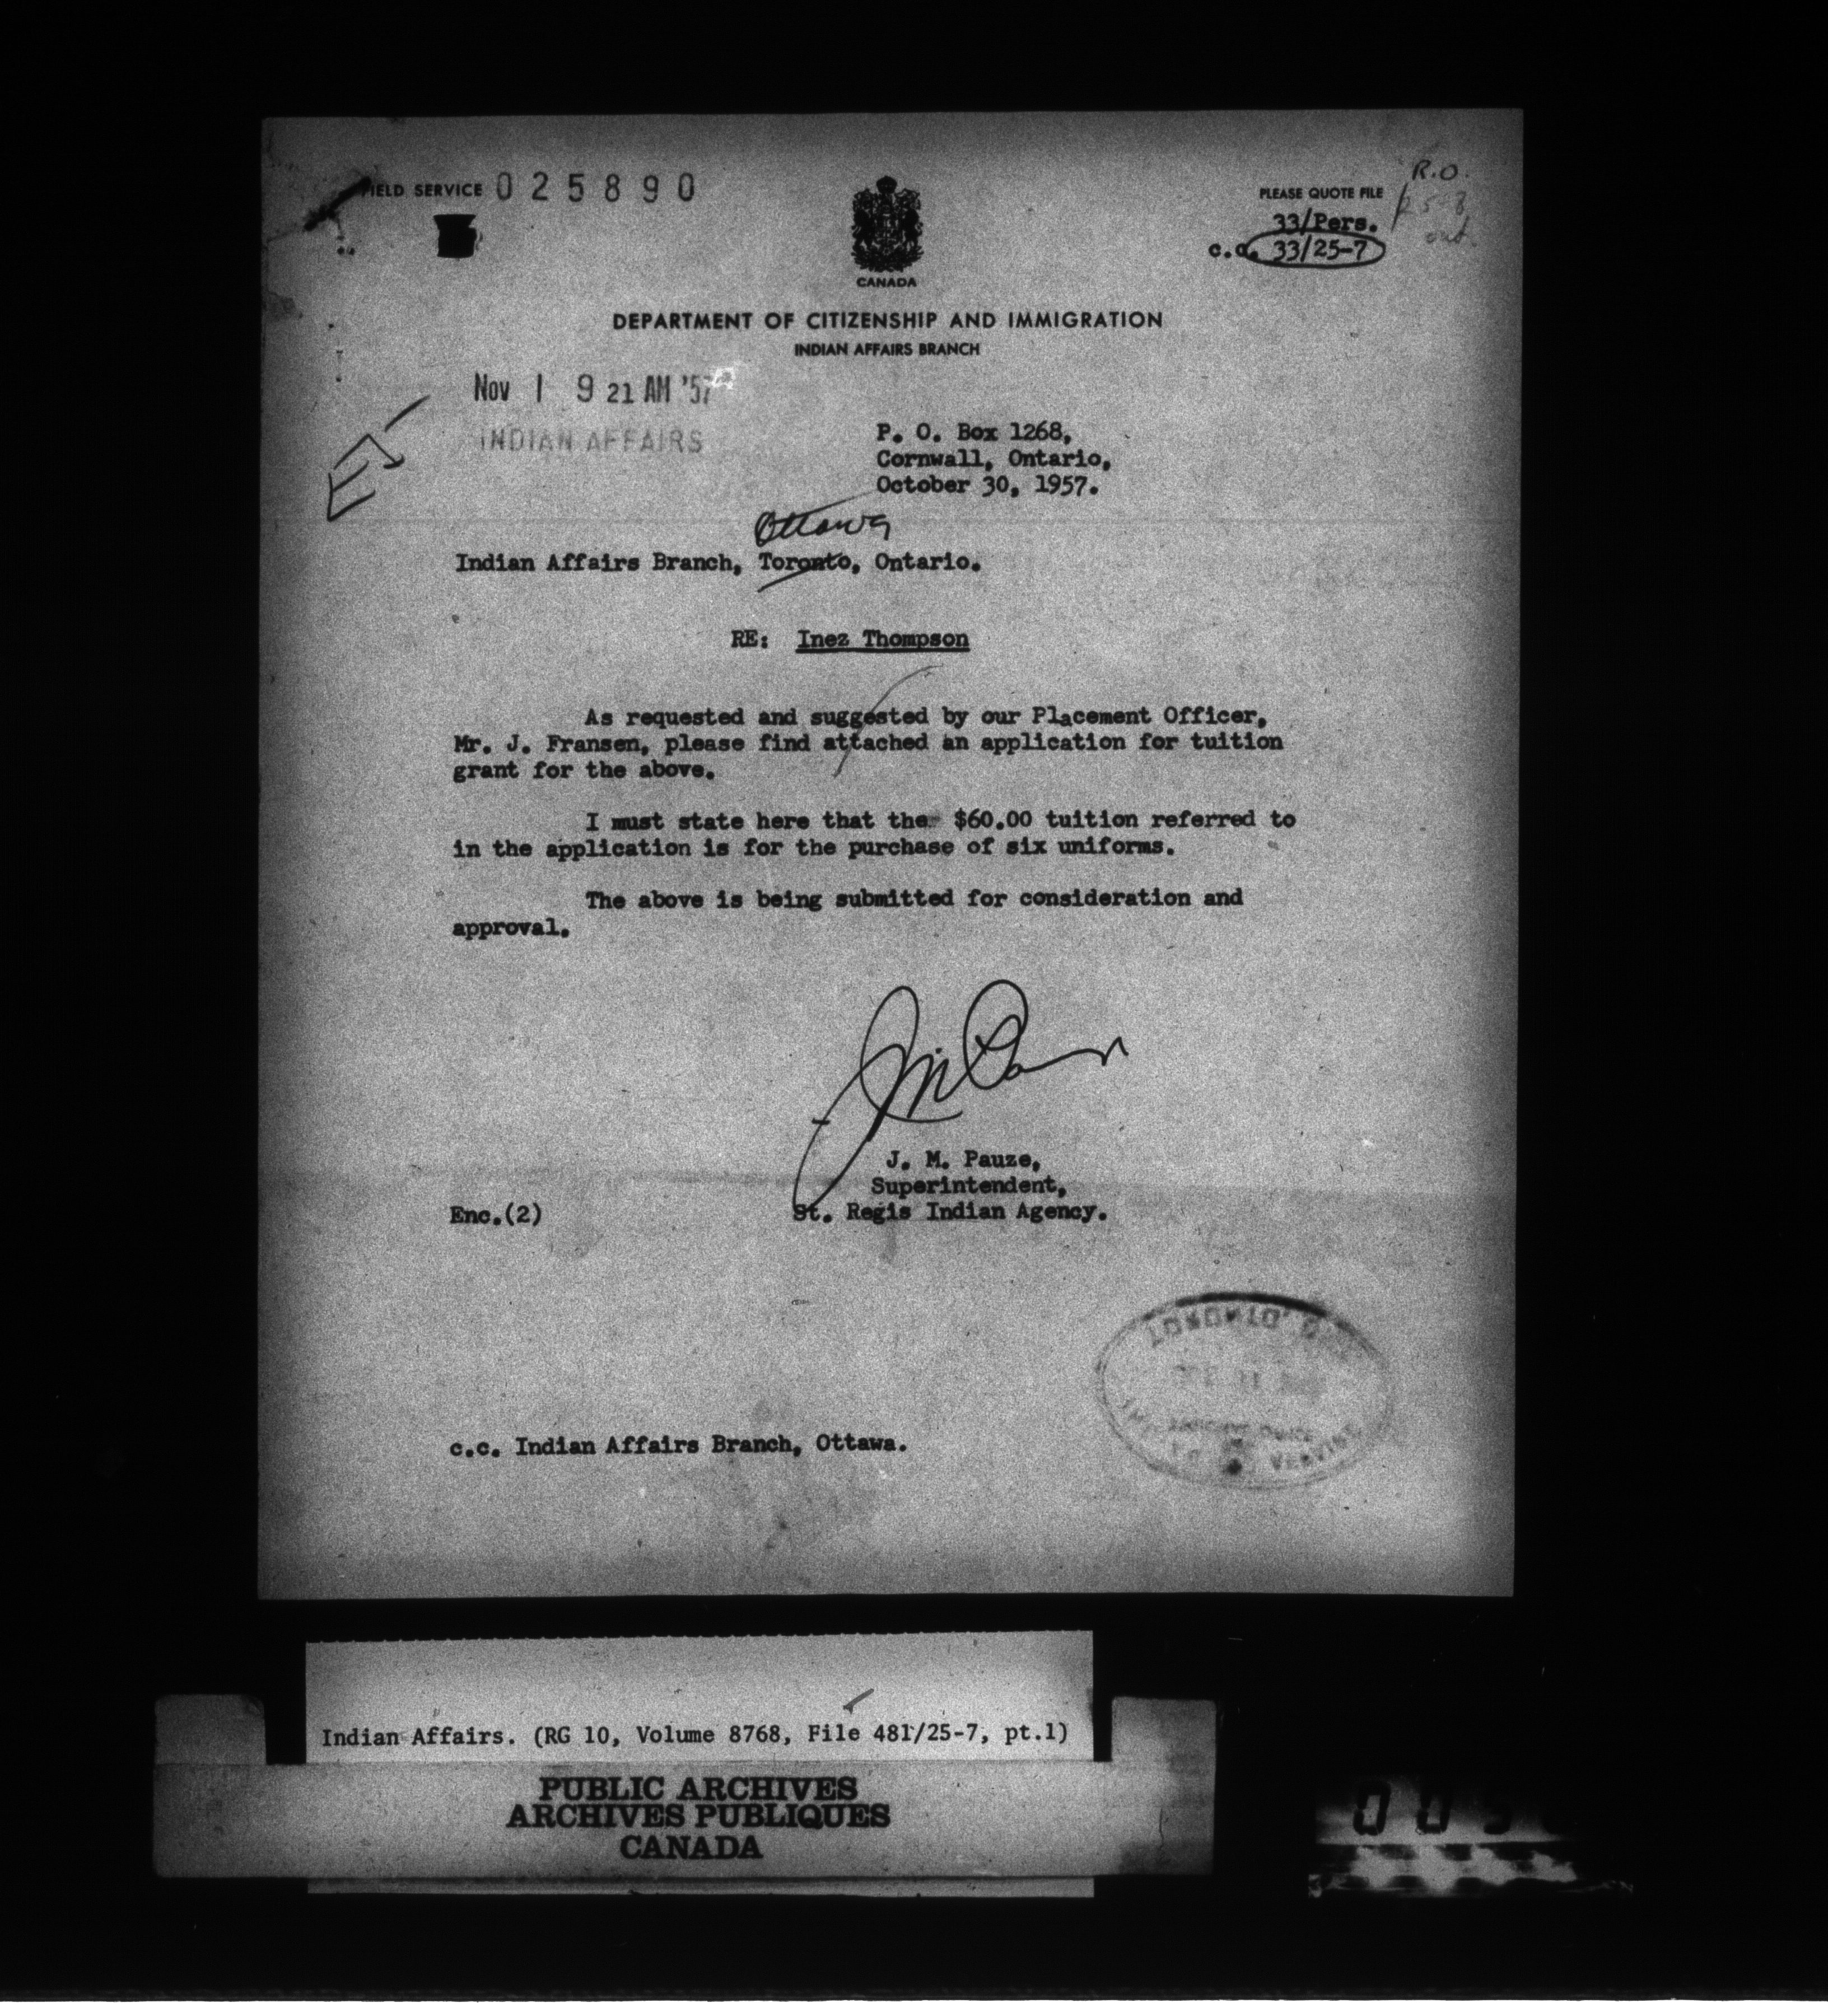 FIELD SERVICE 025890
R.O.
PLEASE QUOTE FILE
33/Pers.
c.c. 33/25-7
CANADA
DEPARTMENT OF CITIZENSHIP AND IMMIGRATION
INDIAN AFFAIRS BRANCH
Nov 1 9 21 AM '57
INDIAN AFFAIRS
P. O. Box 1268,
Cornwall, Ontario,
October 30, 1957.
Ottawa
Indian Affairs Branch, Toronto, Ontario.
RE: Inez Thompson
As requested and suggested by our Placement Officer,
Mr. J. Fransen, please find attached an application for tuition
grant for the above.
I must state here that the $60.00 tuition referred to
in the application is for the purchase of six uniforms.
The above is being submitted for consideration and
approval.
J. M. Pauze,
Superintendent,
Enc.(2)
St. Regis Indian Agency.
c.c. Indian Affairs Branch, Ottawa.
Indian Affairs. (RG 10, Volume 8768, File 481/25-7, pt.1)
PUBLIC ARCHIVES
ARCHIVES PUBLIQUES
CANADA